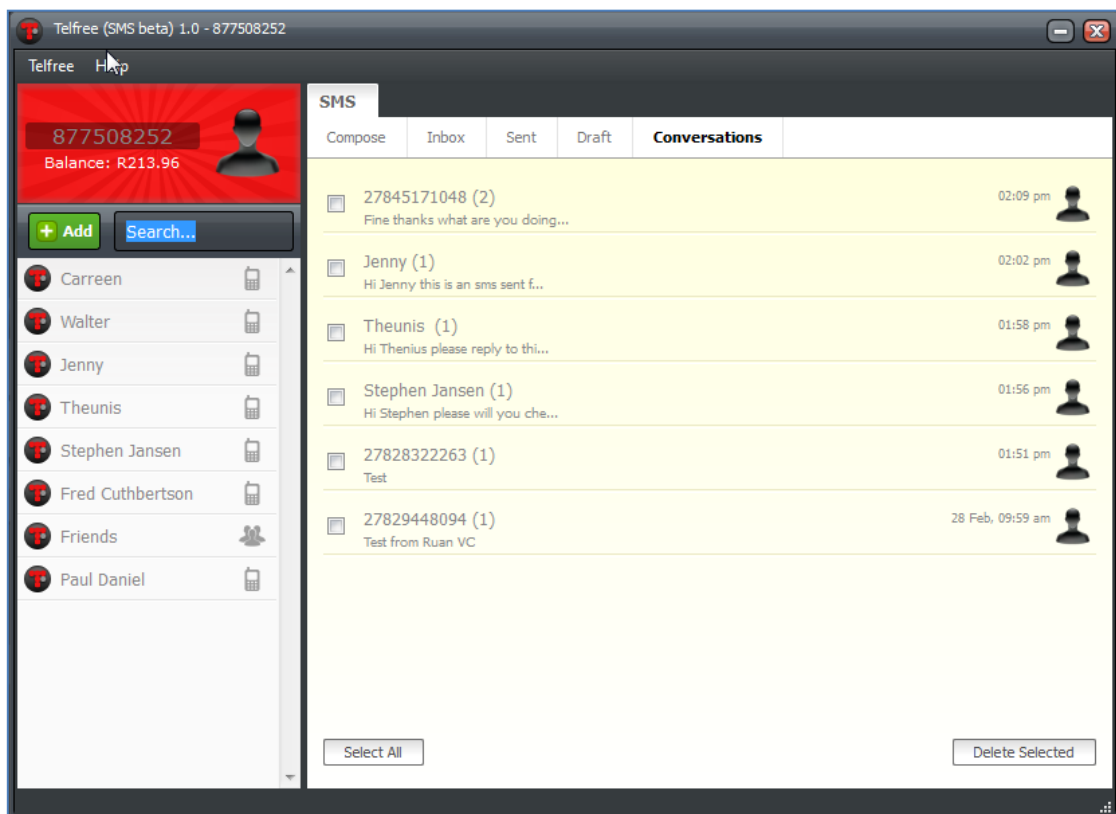 Telfree (SMS beta) 1.0 - 877508252
Telfree Help
877508252
Balance: R213.96
Add
Search...
Carreen
Walter
Jenny
Theunis
Stephen Jansen
Fred Cuthbertson
Friends
Paul Daniel
SMS
Compose Inbox Sent Draft Conversations
27845171048 (2) 02:09 pm
Fine thanks what are you doing...
Jenny (1) 02:02 pm
Hi Jenny this is an sms sent f...
Theunis (1) 01:58 pm
Hi Thenius please reply to thi...
Stephen Jansen (1) 01:56 pm
Hi Stephen please will you che...
27828322263 (1) 01:51 pm
Test
27829448094 (1) 28 Feb, 09:59 am
Test from Ruan VC
Select All Delete Selected